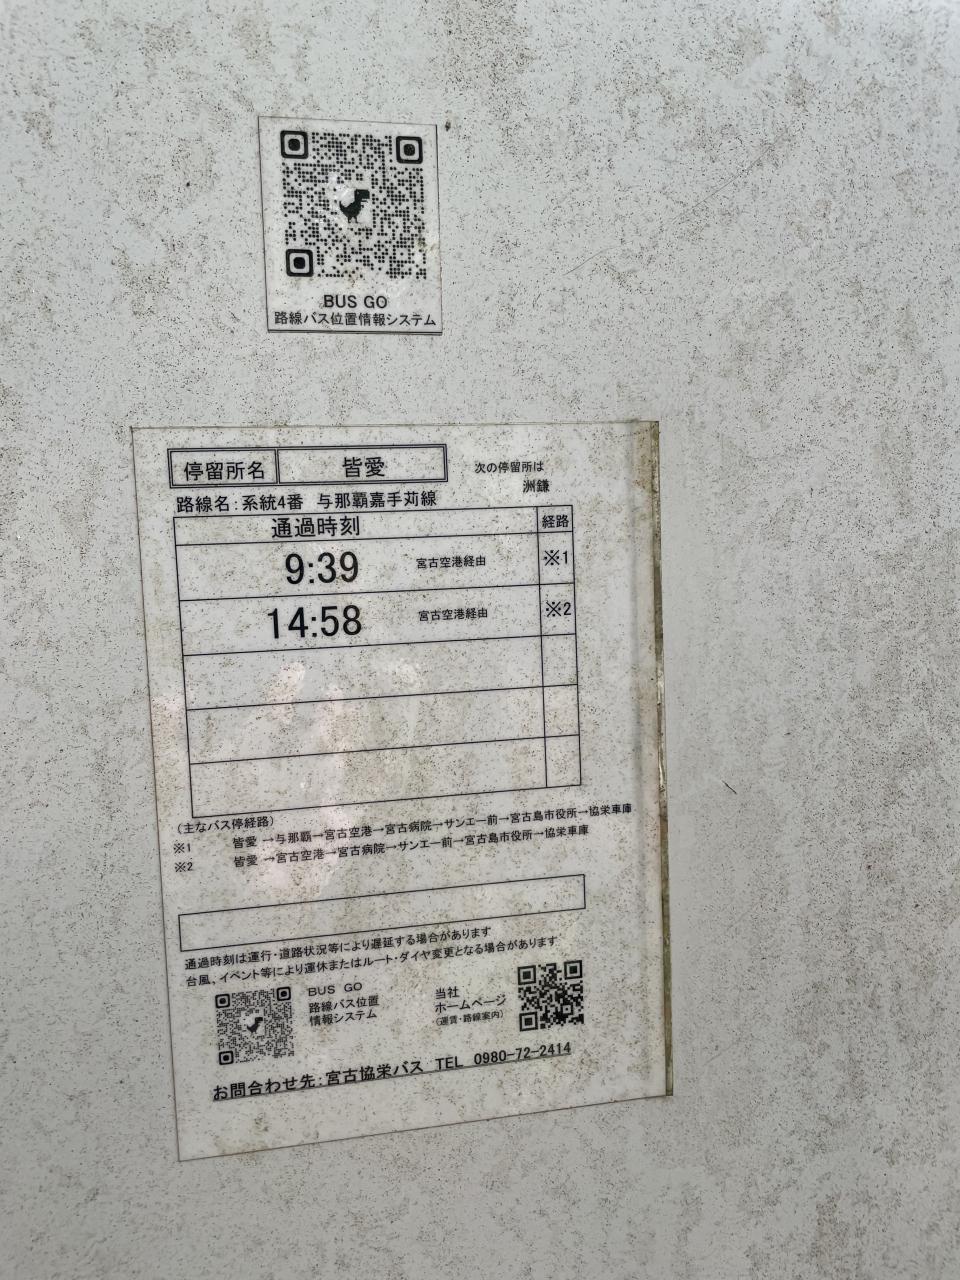 BUS GO
路線バス位置情報システム
停留所名 皆愛 次の停留所は
洲鎌
路線名:系統4番 与那覇嘉手苅線
通過時刻 経路
9:39 宮古空港経由 ※1
14:58 宮古空港経由 ※2
(主なバス停経路)
※1 皆愛→与那覇→宮古空港→宮古病院→サンエー前→宮古島市役所→協栄車庫
※2 皆愛→宮古空港→宮古病院→サンエー前→宮古島市役所→協栄車庫
通過時刻は運行・道路状況等により遅延する場合があります
台風、イベント等により運休またはルート・ダイヤ変更となる場合があります
BUS GO
路線バス位置
情報システム
当社
ホームページ
(運賃・路線案内)
お問合わせ先:宮古協栄バス TEL 0980-72-2414